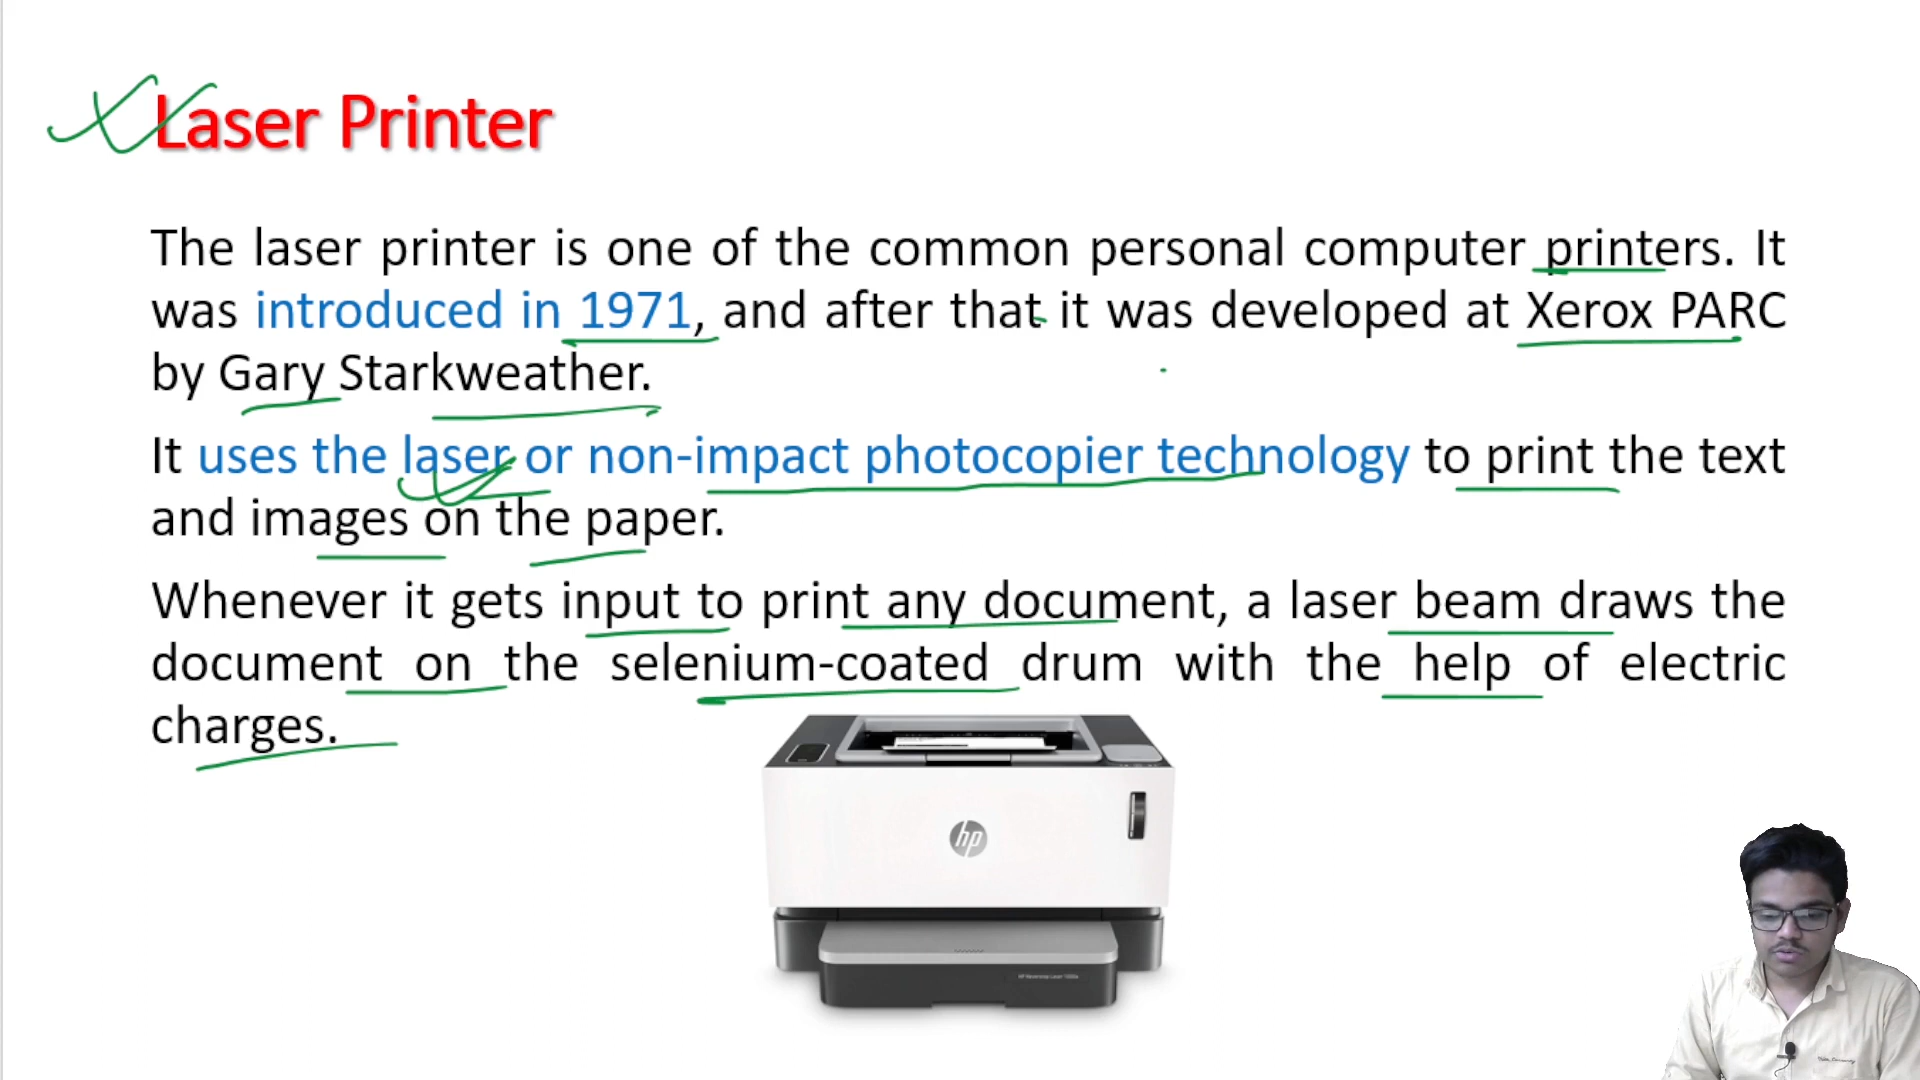 Laser Printer
The laser printer is one of the common personal computer printers. It
was introduced in 1971, and after that it was developed at Xerox PARC
by Gary Starkweather.
It uses the laser or non-impact photocopier technology to print the text
and images on the paper.
Whenever it gets input to print any document, a laser beam draws the
document on the selenium-coated drum with the help of electric
charges.
hp